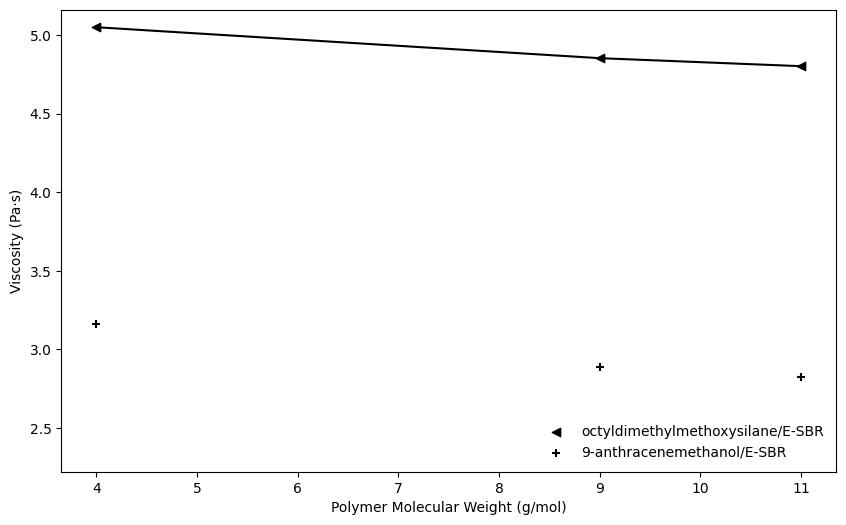 5.0
4.5
4.0
3.5
3.0
2.5
Viscosity (Pa·s)
octyldimethylmethoxysilane/E-SBR
9-anthracenemethanol/E-SBR
4 5 6 7 8 9 10 11
Polymer Molecular Weight (g/mol)